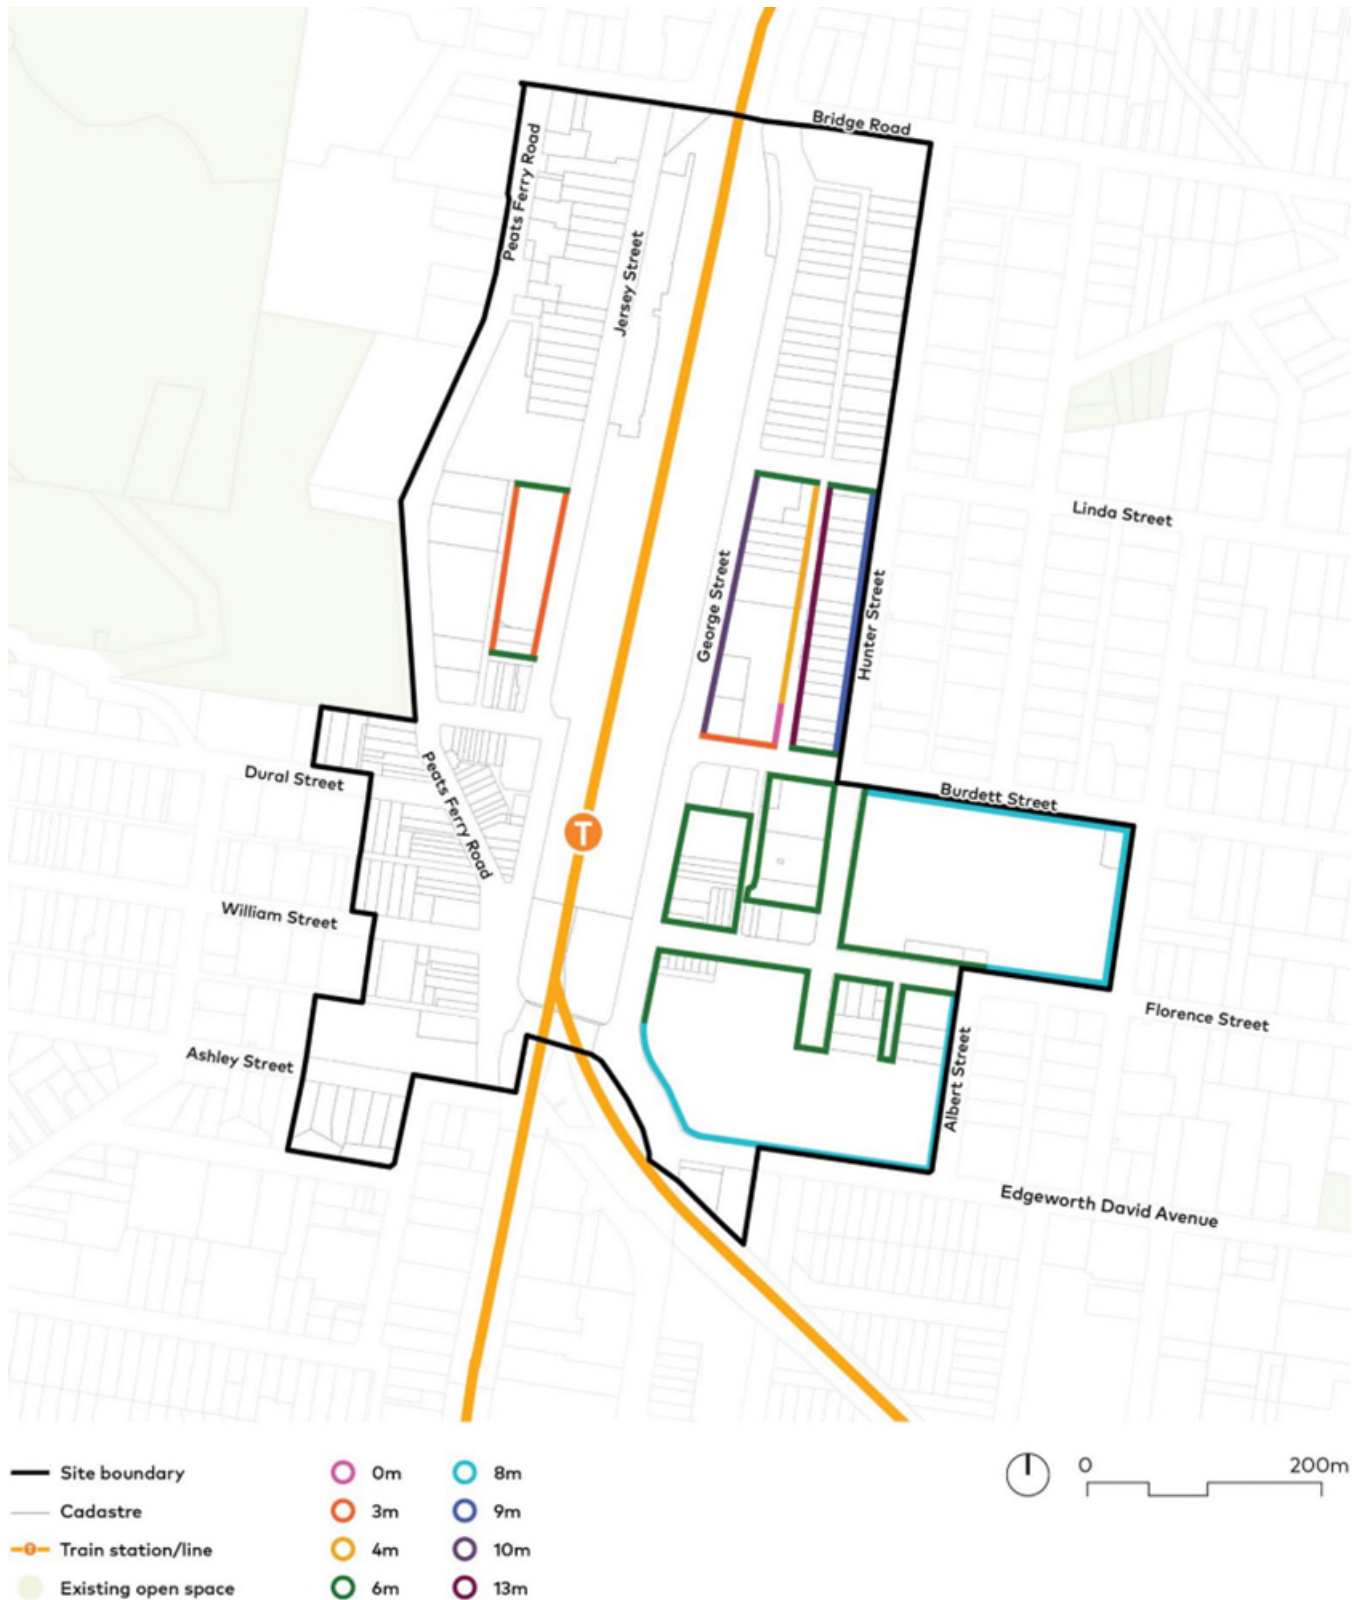 Bridge Road
Peats Ferry Road
Jersey Street
Linda Street
George Street
Hunter Street
Dural Street
Peats Ferry Road
Burdett Street
T
William Street
Florence Street
Ashley Street
Albert Street
Edgeworth David Avenue
Site boundary
Cadastre
T Train station/line
Existing open space
0m
3m
4m
6m
8m
9m
10m
13m
0 200m